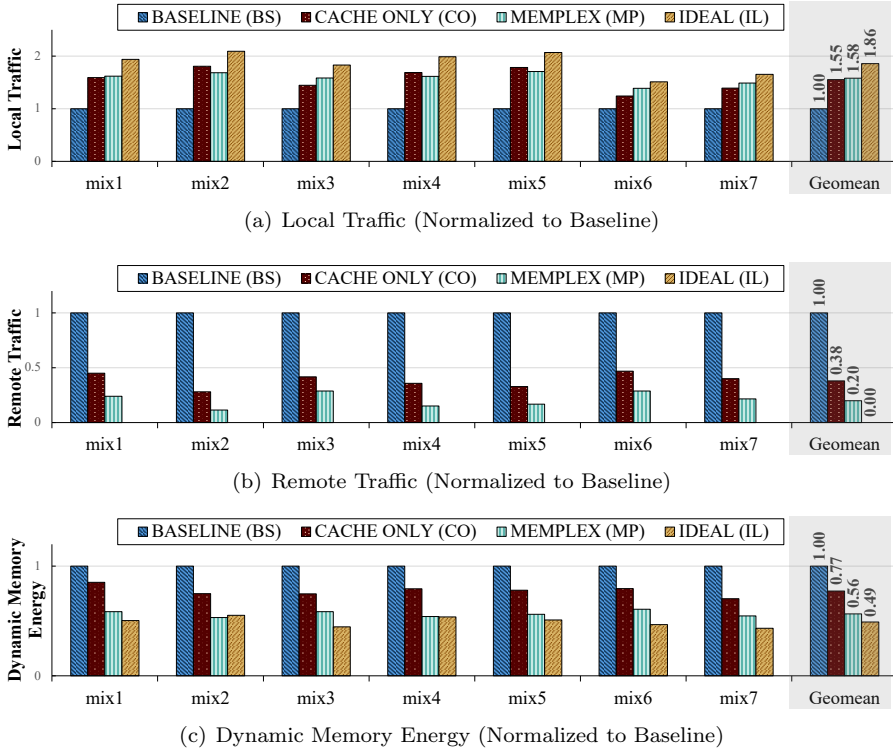 BASELINE (BS) CACHE ONLY (CO) MEMPLEX (MP) IDEAL (IL)
Local Traffic
2
1
0
1.00 1.55 1.58 1.86
mix1 mix2 mix3 mix4 mix5 mix6 mix7 Geomean
(a) Local Traffic (Normalized to Baseline)
BASELINE (BS) CACHE ONLY (CO) MEMPLEX (MP) IDEAL (IL)
Remote Traffic
1
0.5
0
1.00 0.38 0.20 0.00
mix1 mix2 mix3 mix4 mix5 mix6 mix7 Geomean
(b) Remote Traffic (Normalized to Baseline)
BASELINE (BS) CACHE ONLY (CO) MEMPLEX (MP) IDEAL (IL)
Dynamic Memory
Energy
1
0
1.00 0.77 0.56 0.49
mix1 mix2 mix3 mix4 mix5 mix6 mix7 Geomean
(c) Dynamic Memory Energy (Normalized to Baseline)